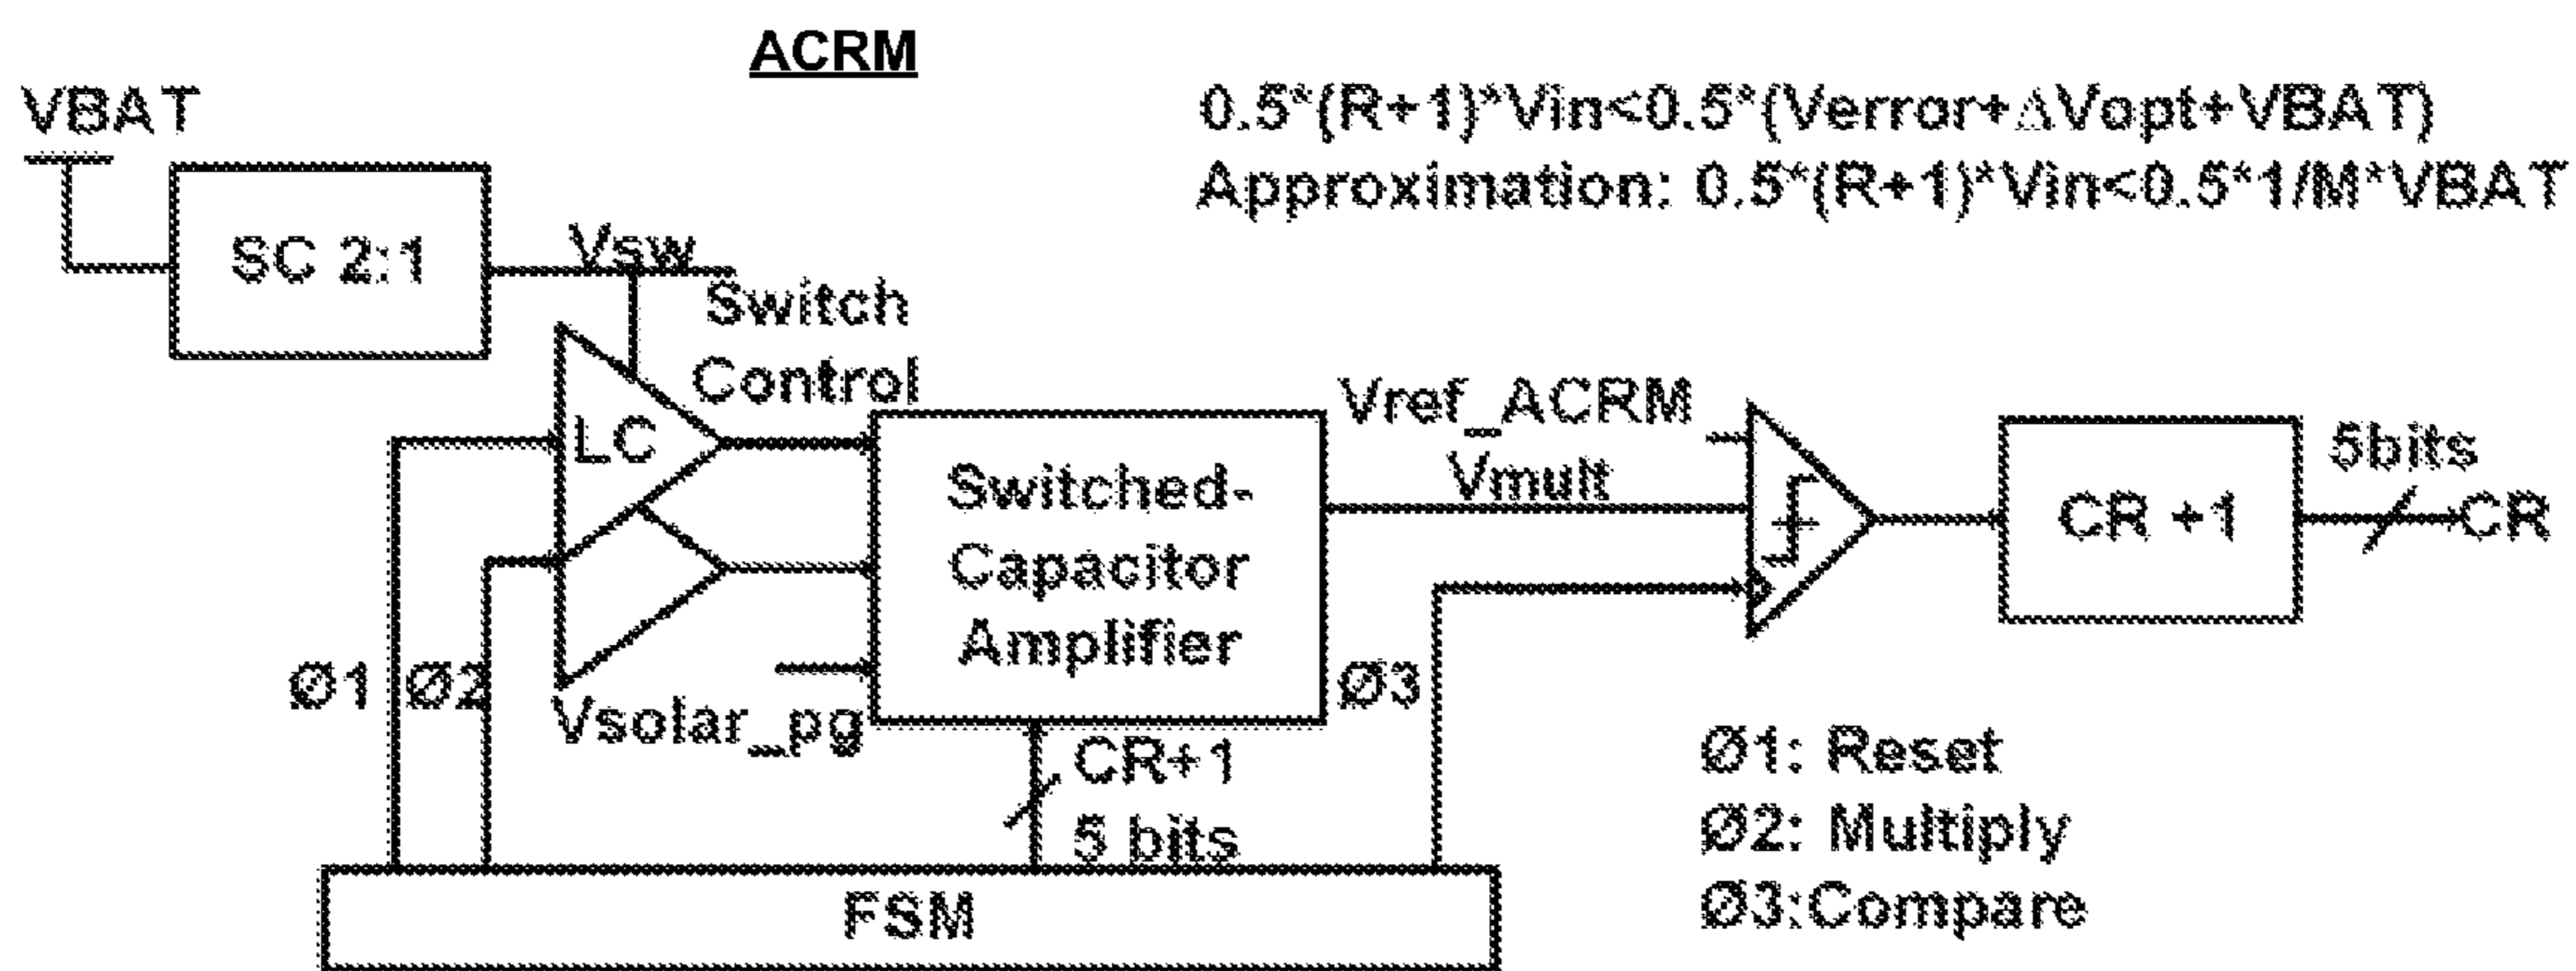 ACRM
VBAT
0.5*(R+1)*Vin<0.5*(Verror+ΔVopt+VBAT)
Approximation: 0.5*(R+1)*Vin<0.5*1/M*VBAT
SC 2:1
Vsw
Switch
Control
LC
Vref_ACRM
Vmult
5bits
Switched-
Capacitor
Amplifier
CR +1
CR
Ø1
Ø2
Vsolar_pg
Ø3
CR+1
5 bits
Ø1: Reset
Ø2: Multiply
Ø3:Compare
FSM